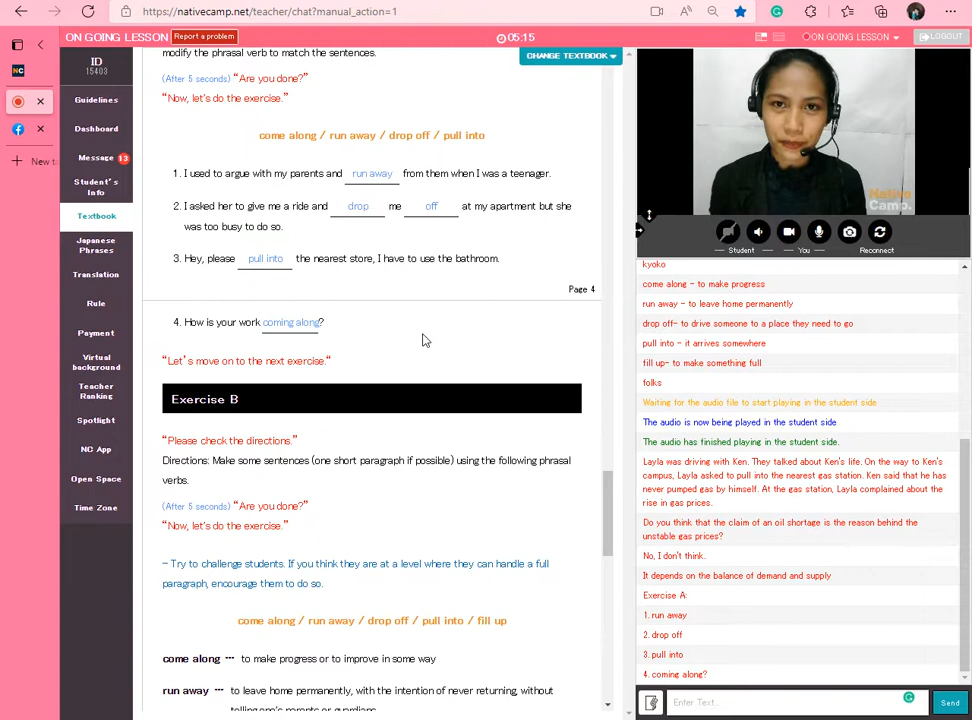 https://nativecamp.net/teacher/chat?manual_action=1
ON GOING LESSON
Report a problem
05:15
ON GOING LESSON
LOGOUT
ID
15403
Guidelines
Dashboard
Message 13
Student's
Info
Textbook
Japanese
Phrases
Translation
Rule
Payment
Virtual
background
Teacher
Ranking
Spotlight
NC App
Open Space
Time Zone
NC
New ta
CHANGE TEXTBOOK
modify the phrasal verb to match the sentences.
(After 5 seconds) "Are you done?"
"Now, let's do the exercise."
come along / run away / drop off / pull into
1. I used to argue with my parents and run away from them when I was a teenager.
2. I asked her to give me a ride and drop me off at my apartment but she
was too busy to do so.
3. Hey, please pull into the nearest store, I have to use the bathroom.
Page 4
4. How is your work coming along?
"Let's move on to the next exercise."
Exercise B
"Please check the directions."
Directions: Make some sentences (one short paragraph if possible) using the following phrasal
verbs.
(After 5 seconds) "Are you done?"
"Now, let's do the exercise."
- Try to challenge students. If you think they are at a level where they can handle a full
paragraph, encourage them to do so.
come along / run away / drop off / pull into / fill up
come along ··· to make progress or to improve in some way
run away ··· to leave home permanently, with the intention of never returning, without
telling one's parents or guardians
Native
Camp.
Student
You
Reconnect
kyoko
come along - to make progress
run away - to leave home permanently
drop off- to drive someone to a place they need to go
pull into - it arrives somewhere
fill up- to make something full
folks
Waiting for the audio file to start playing in the student side
The audio is now being played in the student side
The audio has finished playing in the student side.
Layla was driving with Ken. They talked about Ken's life. On the way to Ken's
campus, Layla asked to pull into the nearest gas station. Ken said that he has
never pumped gas by himself. At the gas station, Layla complained about the
rise in gas prices.
Do you think that the claim of an oil shortage is the reason behind the
unstable gas prices?
No, I don't think.
It depends on the balance of demand and supply
Exercise A:
1. run away
2. drop off
3. pull into
4. coming along?
Enter Text...
Send